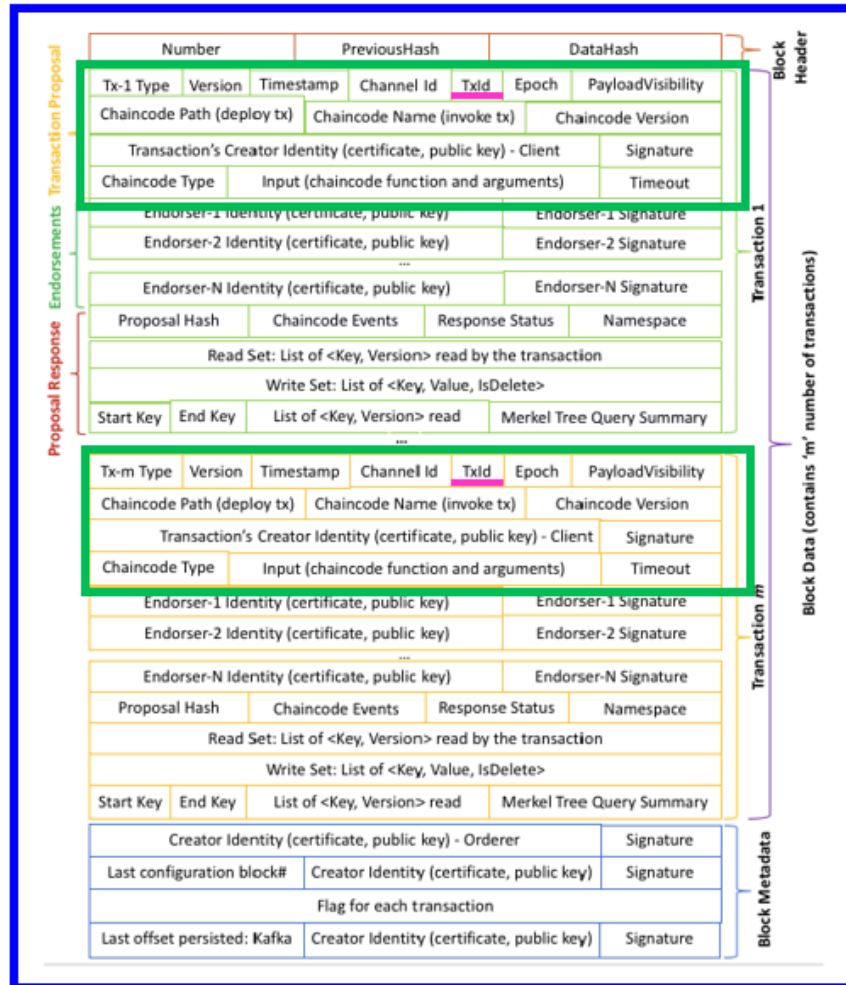 Number PreviousHash DataHash
Block Header
Transaction Proposal
Tx-1 Type Version Timestamp Channel Id TxId Epoch PayloadVisibility
Chaincode Path (deploy tx) Chaincode Name (invoke tx) Chaincode Version
Transaction's Creator Identity (certificate, public key) - Client Signature
Chaincode Type Input (chaincode function and arguments) Timeout
Endorsements
Endorser-1 Identity (certificate, public key) Endorser-1 Signature
Endorser-2 Identity (certificate, public key) Endorser-2 Signature
...
Endorser-N Identity (certificate, public key) Endorser-N Signature
Proposal Response
Proposal Hash Chaincode Events Response Status Namespace
Read Set: List of <Key, Version> read by the transaction
Write Set: List of <Key, Value, IsDelete>
Start Key End Key List of <Key, Version> read Merkel Tree Query Summary
Transaction 1
...
Tx-m Type Version Timestamp Channel Id TxId Epoch PayloadVisibility
Chaincode Path (deploy tx) Chaincode Name (invoke tx) Chaincode Version
Transaction's Creator Identity (certificate, public key) - Client Signature
Chaincode Type Input (chaincode function and arguments) Timeout
Endorser-1 Identity (certificate, public key) Endorser-1 Signature
Endorser-2 Identity (certificate, public key) Endorser-2 Signature
...
Endorser-N Identity (certificate, public key) Endorser-N Signature
Proposal Hash Chaincode Events Response Status Namespace
Read Set: List of <Key, Version> read by the transaction
Write Set: List of <Key, Value, IsDelete>
Start Key End Key List of <Key, Version> read Merkel Tree Query Summary
Transaction m
Block Data (contains 'm' number of transactions)
Creator Identity (certificate, public key) - Orderer Signature
Last configuration block# Creator Identity (certificate, public key) Signature
Flag for each transaction
Last offset persisted: Kafka Creator Identity (certificate, public key) Signature
Block Metadata